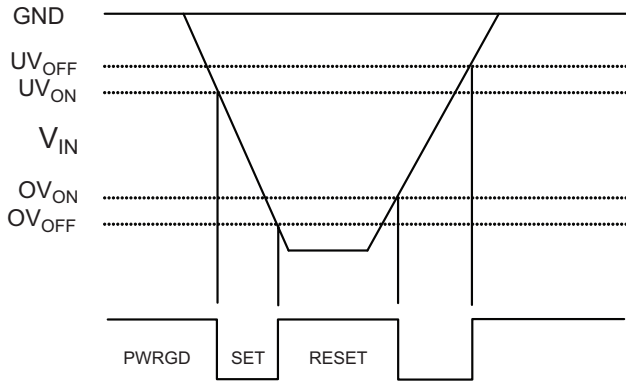 GND
UVOFF
UVON
VIN
OVON
OVOFF
PWRGD SET RESET